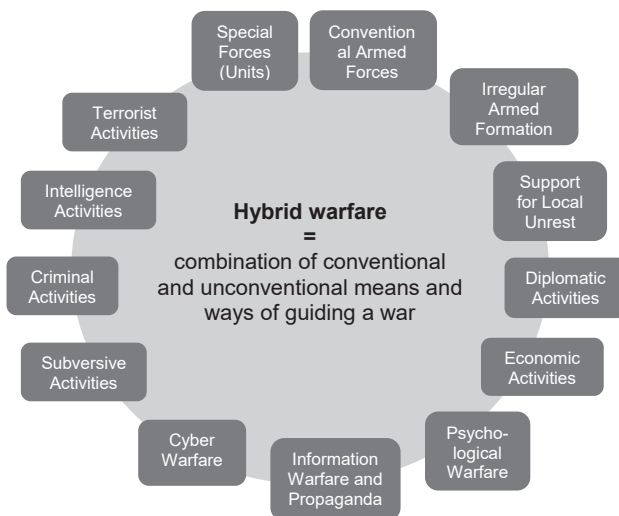 Special
Forces
(Units)
Convention
al Armed
Forces
Irregular
Armed
Formation
Support
for Local
Unrest
Diplomatic
Activities
Economic
Activities
Psycho-
logical
Warfare
Information
Warfare and
Propaganda
Cyber
Warfare
Subversive
Activities
Criminal
Activities
Intelligence
Activities
Terrorist
Activities
Hybrid warfare
=
combination of conventional
and unconventional means and
ways of guiding a war